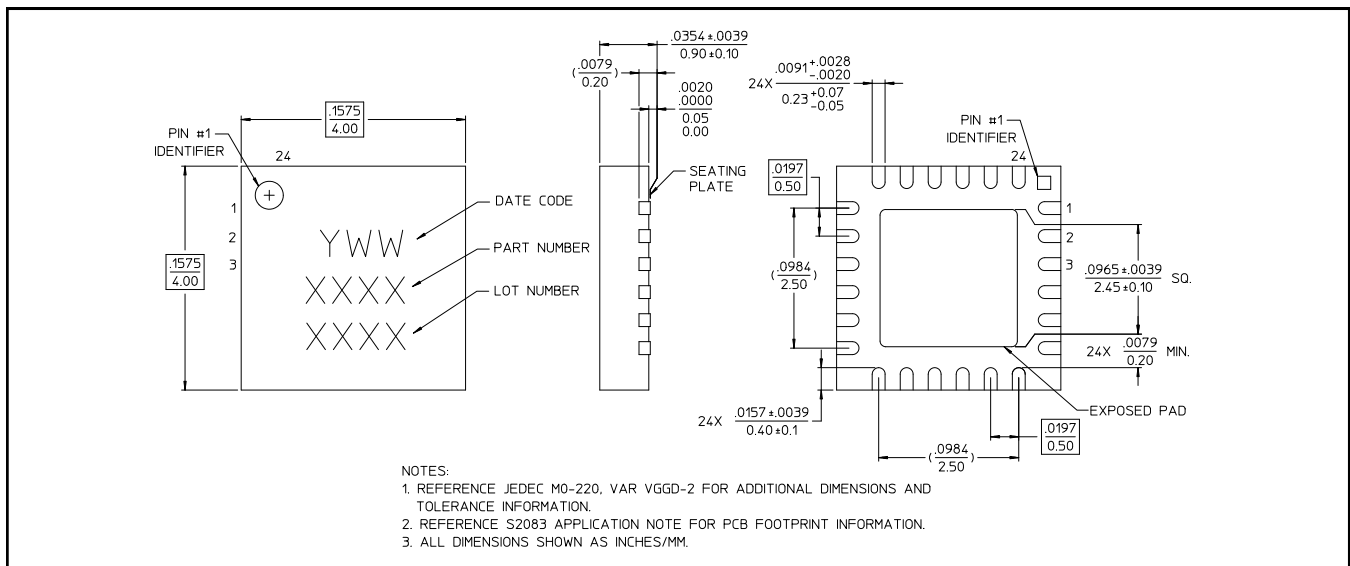 PIN #1
IDENTIFIER
24
.1575
4.00
.1575
4.00
1
2
3
YWW
XXXX
XXXX
DATE CODE
PART NUMBER
LOT NUMBER
.0354±.0039
0.90±0.10
(.0079)
0.20
.0020
.0000
0.05
0.00
SEATING
PLATE
24X .0091 +.0028
-.0020
0.23 +0.07
-0.05
PIN #1
IDENTIFIER
24
.0197
0.50
(.0984)
2.50
1
2
3
.0965±.0039
2.45±0.10 SQ.
24X .0079 MIN.
0.20
24X .0157±.0039
0.40±0.1
EXPOSED PAD
.0197
0.50
(.0984)
2.50
NOTES:
1. REFERENCE JEDEC MO-220, VAR VGGD-2 FOR ADDITIONAL DIMENSIONS AND
TOLERANCE INFORMATION.
2. REFERENCE S2083 APPLICATION NOTE FOR PCB FOOTPRINT INFORMATION.
3. ALL DIMENSIONS SHOWN AS INCHES/MM.